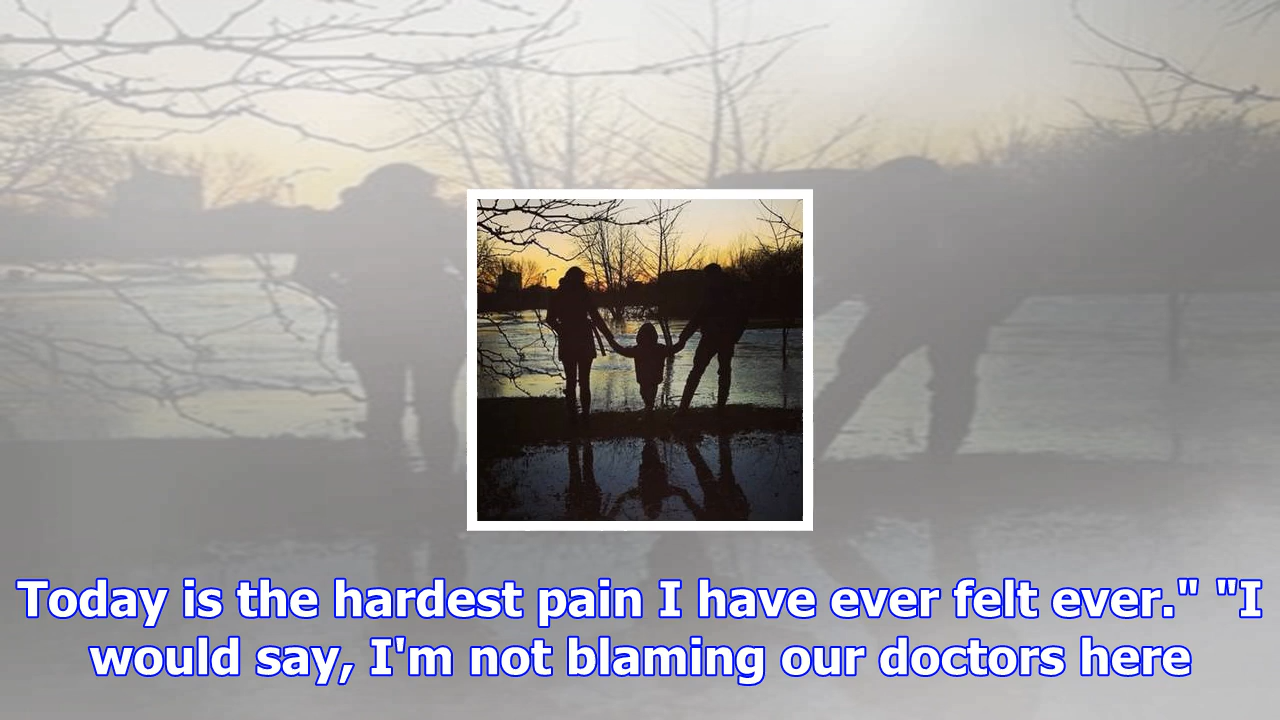 Today is the hardest pain I have ever felt ever." "I
would say, I'm not blaming our doctors here